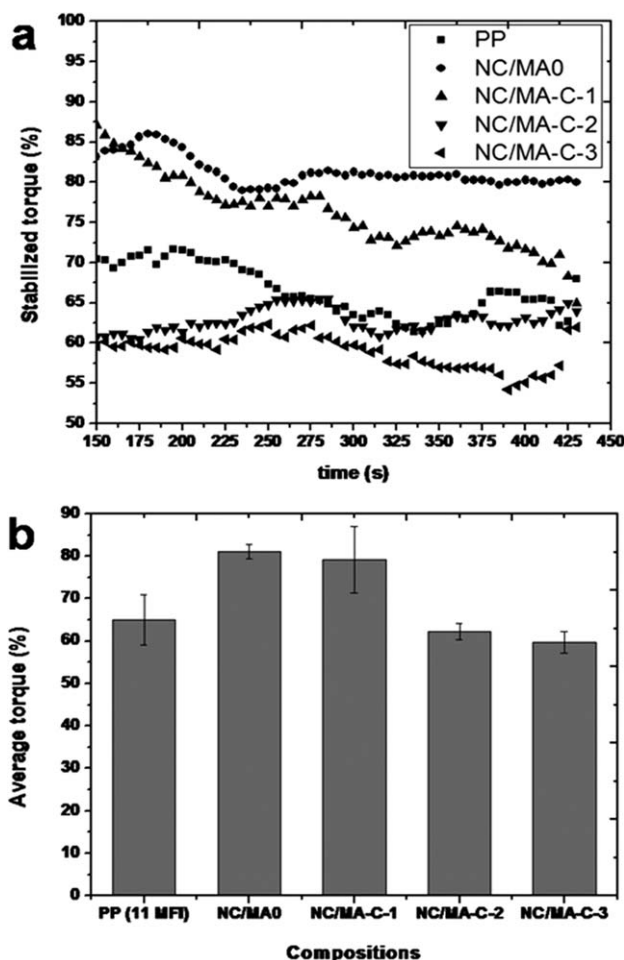 a
PP
NC/MA0
NC/MA-C-1
NC/MA-C-2
NC/MA-C-3
100
95
90
85
80
75
70
65
60
55
50
Stabilized torque (%)
150 175 200 225 250 275 300 325 350 375 400 425 450
time (s)
b
90
80
70
60
50
40
30
20
10
0
Average torque (%)
PP (11 MFI) NC/MA0 NC/MA-C-1 NC/MA-C-2 NC/MA-C-3
Compositions